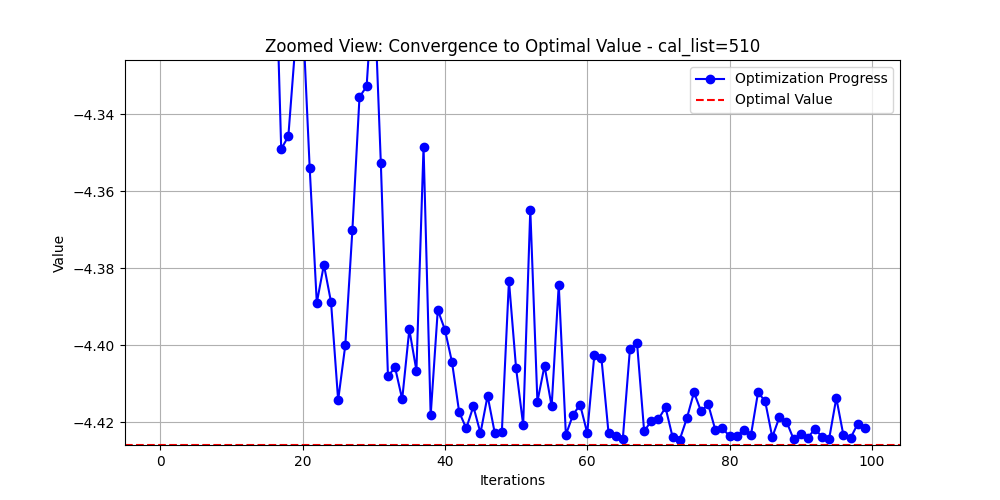 Zoomed View: Convergence to Optimal Value - cal_list=510
Optimization Progress
Optimal Value
Value
−4.34
−4.36
−4.38
−4.40
−4.42
0 20 40 60 80 100
Iterations